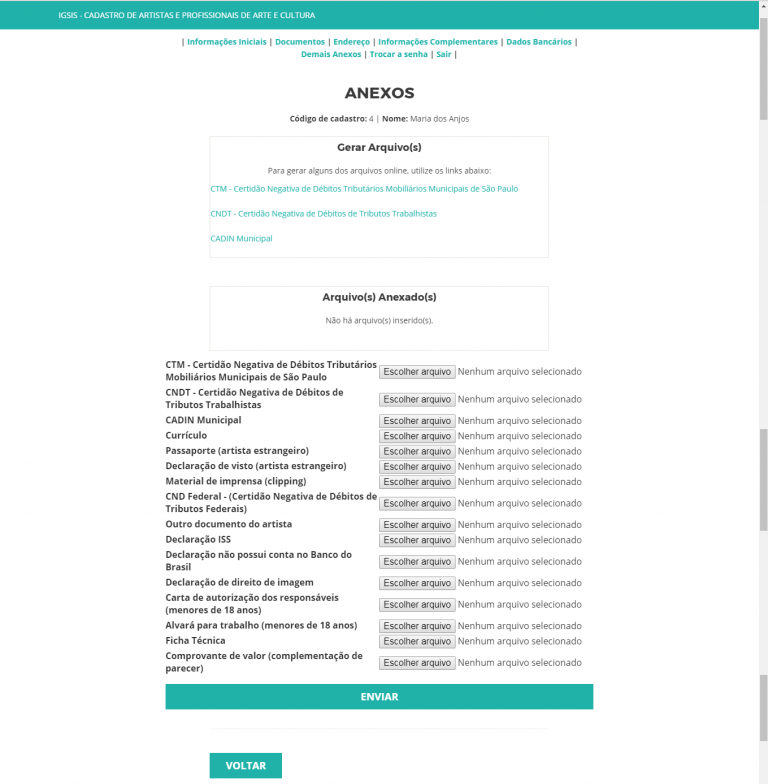 IGSIS - CADASTRO DE ARTISTAS E PROFISSIONAIS DE ARTE E CULTURA
| Informações Iniciais | Documentos | Endereço | Informações Complementares | Dados Bancários |
Demais Anexos | Trocar a senha | Sair |
ANEXOS
Código de cadastro: 4 | Nome: Maria dos Anjos
Gerar Arquivo(s)
Para gerar alguns dos arquivos online, utilize os links abaixo:
CTM - Certidão Negativa de Débitos Tributários Mobiliários Municipais de São Paulo
CNDT - Certidão Negativa de Débitos de Tributos Trabalhistas
CADIN Municipal
Arquivo(s) Anexado(s)
Não há arquivo(s) inserido(s).
CTM - Certidão Negativa de Débitos Tributários
Mobiliários Municipais de São Paulo
Escolher arquivo Nenhum arquivo selecionado
CNDT - Certidão Negativa de Débitos de
Tributos Trabalhistas
Escolher arquivo Nenhum arquivo selecionado
CADIN Municipal Escolher arquivo Nenhum arquivo selecionado
Currículo Escolher arquivo Nenhum arquivo selecionado
Passaporte (artista estrangeiro) Escolher arquivo Nenhum arquivo selecionado
Declaração de visto (artista estrangeiro) Escolher arquivo Nenhum arquivo selecionado
Material de imprensa (clipping) Escolher arquivo Nenhum arquivo selecionado
CND Federal - (Certidão Negativa de Débitos de
Tributos Federais)
Escolher arquivo Nenhum arquivo selecionado
Outro documento do artista Escolher arquivo Nenhum arquivo selecionado
Declaração ISS Escolher arquivo Nenhum arquivo selecionado
Declaração não possui conta no Banco do
Brasil
Escolher arquivo Nenhum arquivo selecionado
Declaração de direito de imagem Escolher arquivo Nenhum arquivo selecionado
Carta de autorização dos responsáveis
(menores de 18 anos)
Escolher arquivo Nenhum arquivo selecionado
Alvará para trabalho (menores de 18 anos) Escolher arquivo Nenhum arquivo selecionado
Ficha Técnica Escolher arquivo Nenhum arquivo selecionado
Comprovante de valor (complementação de
parecer)
Escolher arquivo Nenhum arquivo selecionado
ENVIAR
VOLTAR